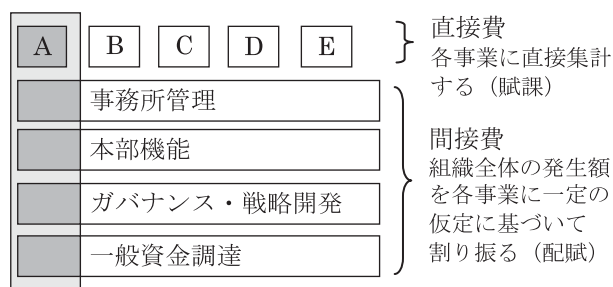 A B C D E
直接費
各事業に直接集計
する（賦課）
事務所管理
本部機能
ガバナンス・戦略開発
一般資金調達
間接費
組織全体の発生額
を各事業に一定の
仮定に基づいて
割り振る（配賦）